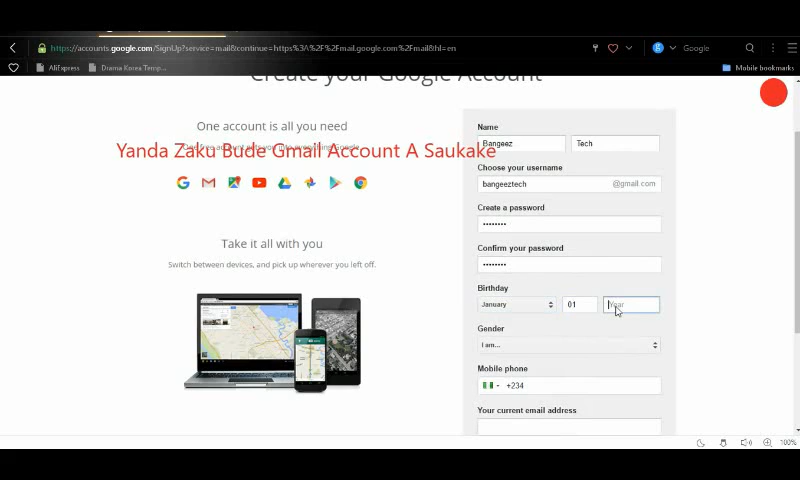 https://accounts.google.com/SignUp?service=mail&continue=https%3A%2F%2Fmail.google.com%2Fmail&hl=en
Google
AliExpress
Drama Korea Temp...
Mobile bookmarks
Create your Google Account
One account is all you need
Yanda Zaku Bude Gmail Account A Saukake
Take it all with you
Switch between devices, and pick up wherever you left off.
Name
Bangeez
Tech
Choose your username
bangeeztech
@gmail.com
Create a password
Confirm your password
Birthday
January
01
Year
Gender
I am...
Mobile phone
+234
Your current email address
100%